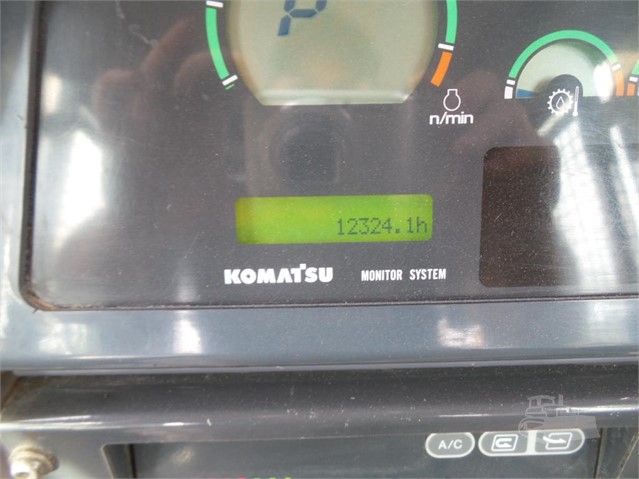 P
n/min
12324.1h
KOMATSU MONITOR SYSTEM
A/C